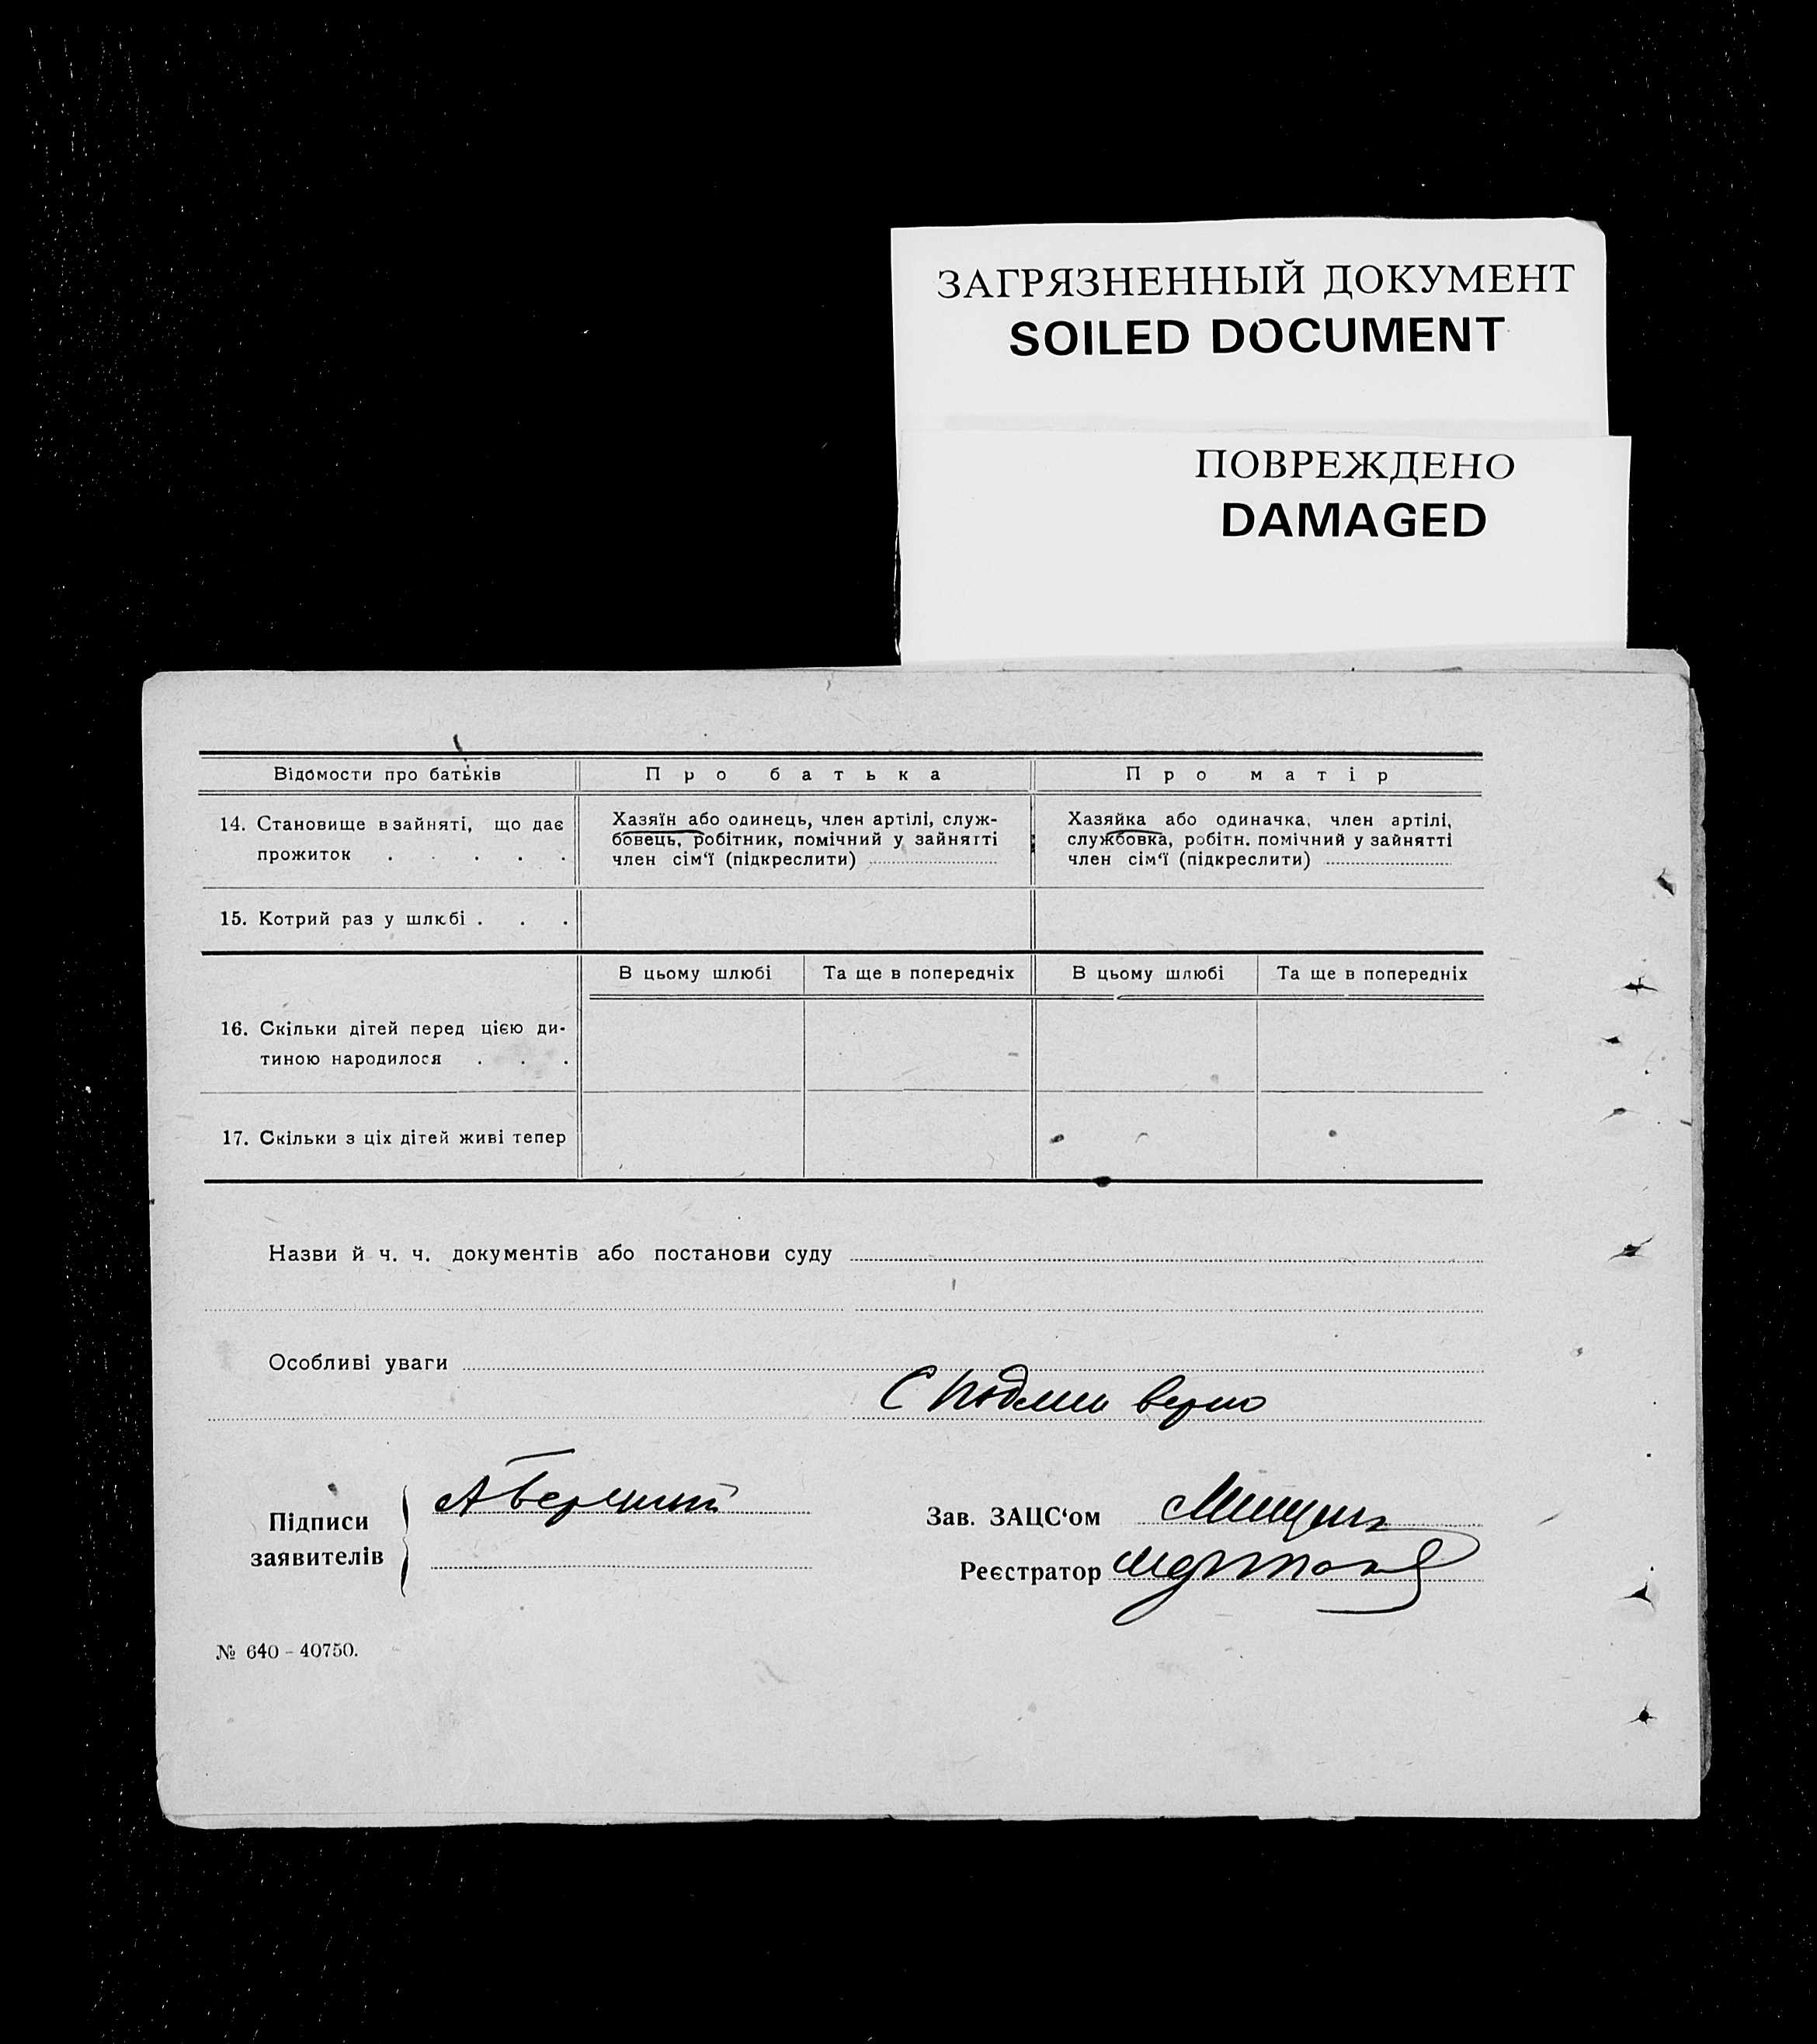 ЗАГРЯЗНЕННЫЙ ДОКУМЕНТ
SOILED DOCUMENT
ПОВРЕЖДЕНО
DAMAGED
Відомости про батьків
Про батька
Про матір
14. Становище в зайняті, що дає
прожиток . . . . .
Хазяїн або одинець, член артілі, служ-
бовець, робітник, помічний у зайнятті
член сім‘ї (підкреслити)
Хазяйка або одиначка, член артілі,
службовка, робітн. помічний у зайнятті
член сім‘ї (підкреслити)
15. Котрий раз у шлюбі . . .
В цьому шлюбі
Та ще в попередніх
В цьому шлюбі
Та ще в попередніх
16. Скільки дітей перед цією ди-
тиною народилося . . .
17. Скільки з ціх дітей живі тепер
Назви й ч. ч. документів або постанови суду
Особливі уваги
С Подлин верно
Підписи
заявителів
Зав. ЗАЦС‘ом
Реєстратор
№ 640 - 40750.